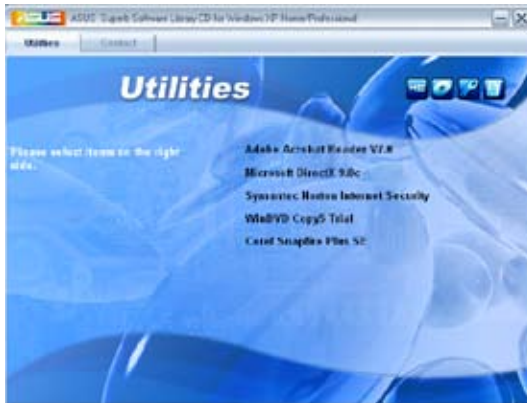 ASUS Superb Software Library CD for Windows XP Home/Professional
Utilities
Contact
Utilities
Please select items on the right
side.
Adobe Acrobat Reader V7.0
Microsoft DirectX 9.0c
Symantec Norton Internet Security
WinDVD Copy5 Trial
Corel Snapfire Plus SE